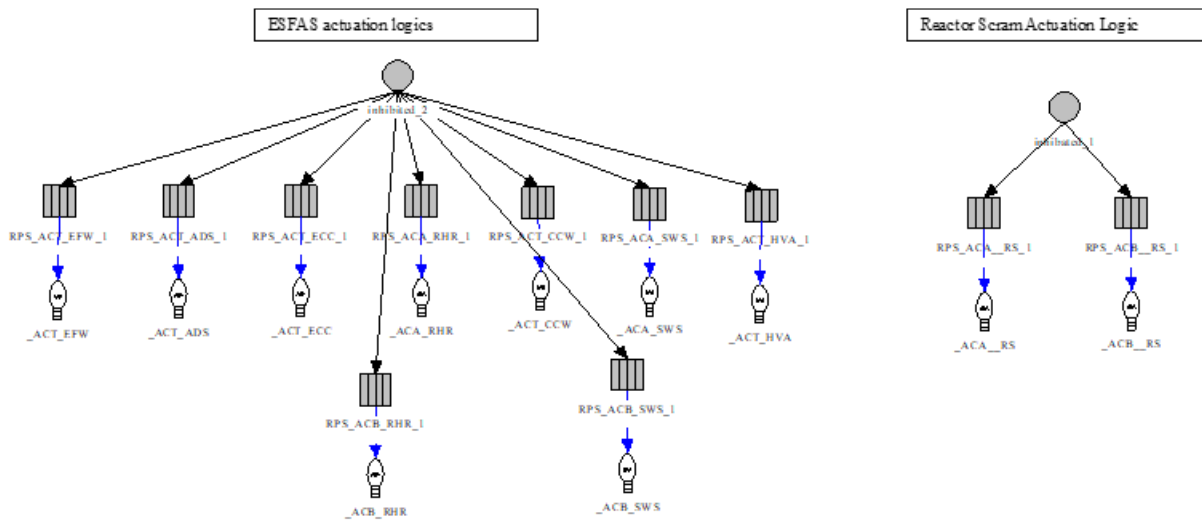 ESFAS actuation logics
Reactor Scram Actuation Logic
inhibited_2
inhibited_1
RPS_ACT_EFW_1
RPS_ACT_ADS_1
RPS_ACT_ECC_1
RPS_ACA_RHR_1
RPS_ACT_CCW_1
RPS_ACA_SWS_1
RPS_ACT_HVA_1
RPS_ACA__RS_1
RPS_ACB__RS_1
_ACT_EFW
_ACT_ADS
_ACT_ECC
_ACA_RHR
_ACT_CCW
_ACA_SWS
_ACT_HVA
_ACA__RS
_ACB__RS
RPS_ACB_RHR_1
RPS_ACB_SWS_1
_ACB_RHR
_ACB_SWS